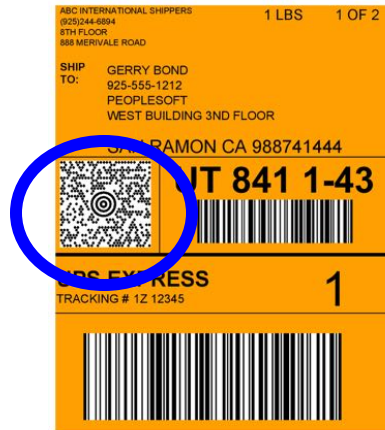 ABC INTERNATIONAL SHIPPERS
(925)244-6894
8TH FLOOR
888 MERIVALE ROAD
1 LBS 1 OF 2
SHIP TO:
GERRY BOND
925-555-1212
PEOPLESOFT
WEST BUILDING 3ND FLOOR
SAN RAMON CA 988741444
UT 841 1-43
UPS EXPRESS
TRACKING # 1Z 12345
1